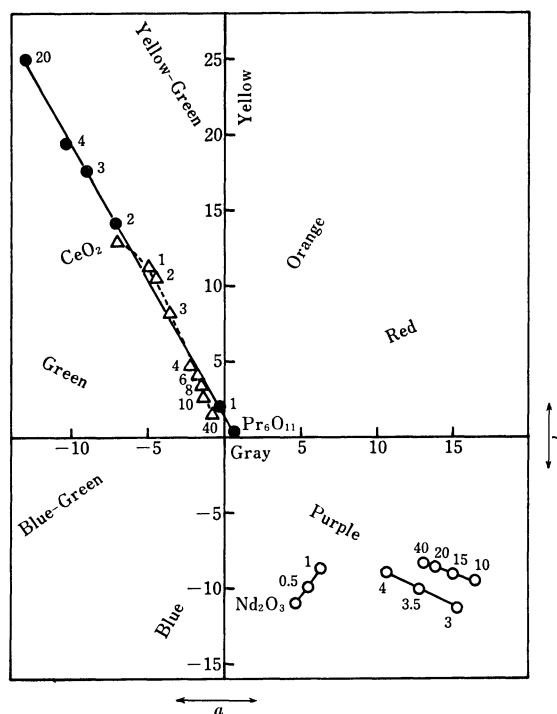 Yellow-Green
Yellow
25
20
20
4
3
15
2
CeO₂
1
2
10
3
Orange
Red
5
4
6
8
10
40
1
Pr₆O₁₁
Green
−10
−5
Gray
5
10
15
Blue-Green
Purple
−5
40
20
15
10
1
0.5
4
3.5
3
−10
Nd₂O₃
Blue
−15
a